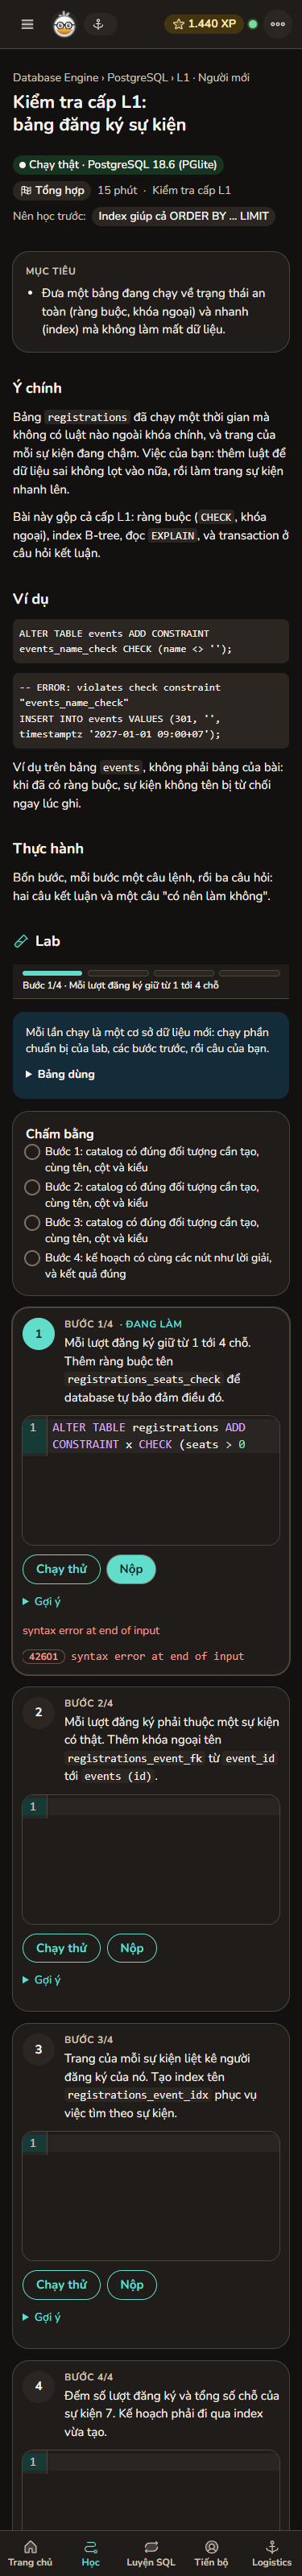 1.440 XP
Database Engine › PostgreSQL › L1 · Người mới
Kiểm tra cấp L1:
bảng đăng ký sự kiện
Chạy thật · PostgreSQL 18.6 (PGlite)
Tổng hợp 15 phút · Kiểm tra cấp L1
Nên học trước: Index giúp cả ORDER BY ... LIMIT
MỤC TIÊU
• Đưa một bảng đang chạy về trạng thái an
toàn (ràng buộc, khóa ngoại) và nhanh
(index) mà không làm mất dữ liệu.
Ý chính
Bảng registrations đã chạy một thời gian mà
không có luật nào ngoài khóa chính, và trang của
mỗi sự kiện đang chậm. Việc của bạn: thêm luật để
dữ liệu sai không lọt vào nữa, rồi làm trang sự kiện
nhanh lên.
Bài này gộp cả cấp L1: ràng buộc (CHECK, khóa
ngoại), index B-tree, đọc EXPLAIN, và transaction ở
câu hỏi kết luận.
Ví dụ
ALTER TABLE events ADD CONSTRAINT
events_name_check CHECK (name <> '');
-- ERROR: violates check constraint
"events_name_check"
INSERT INTO events VALUES (301, '',
timestamptz '2027-01-01 09:00+07');
Ví dụ trên bảng events, không phải bảng của bài:
khi đã có ràng buộc, sự kiện không tên bị từ chối
ngay lúc ghi.
Thực hành
Bốn bước, mỗi bước một câu lệnh, rồi ba câu hỏi:
hai câu kết luận và một câu "có nên làm không".
Lab
Bước 1/4 · Mỗi lượt đăng ký giữ từ 1 tới 4 chỗ
Mỗi lần chạy là một cơ sở dữ liệu mới: chạy phần
chuẩn bị của lab, các bước trước, rồi câu của bạn.
▶ Bảng dùng
Chấm bằng
Bước 1: catalog có đúng đối tượng cần tạo,
cùng tên, cột và kiểu
Bước 2: catalog có đúng đối tượng cần tạo,
cùng tên, cột và kiểu
Bước 3: catalog có đúng đối tượng cần tạo,
cùng tên, cột và kiểu
Bước 4: kế hoạch có cùng các nút như lời giải,
và kết quả đúng
1
BƯỚC 1/4 · ĐANG LÀM
Mỗi lượt đăng ký giữ từ 1 tới 4 chỗ.
Thêm ràng buộc tên
registrations_seats_check để
database tự bảo đảm điều đó.
1 ALTER TABLE registrations ADD
CONSTRAINT x CHECK (seats > 0
Chạy thử Nộp
▶ Gợi ý
syntax error at end of input
42601 syntax error at end of input
2
BƯỚC 2/4
Mỗi lượt đăng ký phải thuộc một sự kiện
có thật. Thêm khóa ngoại tên
registrations_event_fk từ event_id
tới events (id).
1
Chạy thử Nộp
▶ Gợi ý
3
BƯỚC 3/4
Trang của mỗi sự kiện liệt kê người
đăng ký của nó. Tạo index tên
registrations_event_idx phục vụ
việc tìm theo sự kiện.
1
Chạy thử Nộp
▶ Gợi ý
4
BƯỚC 4/4
Đếm số lượt đăng ký và tổng số chỗ của
sự kiện 7. Kế hoạch phải đi qua index
vừa tạo.
1
Trang chủ Học Luyện SQL Tiến bộ Logistics